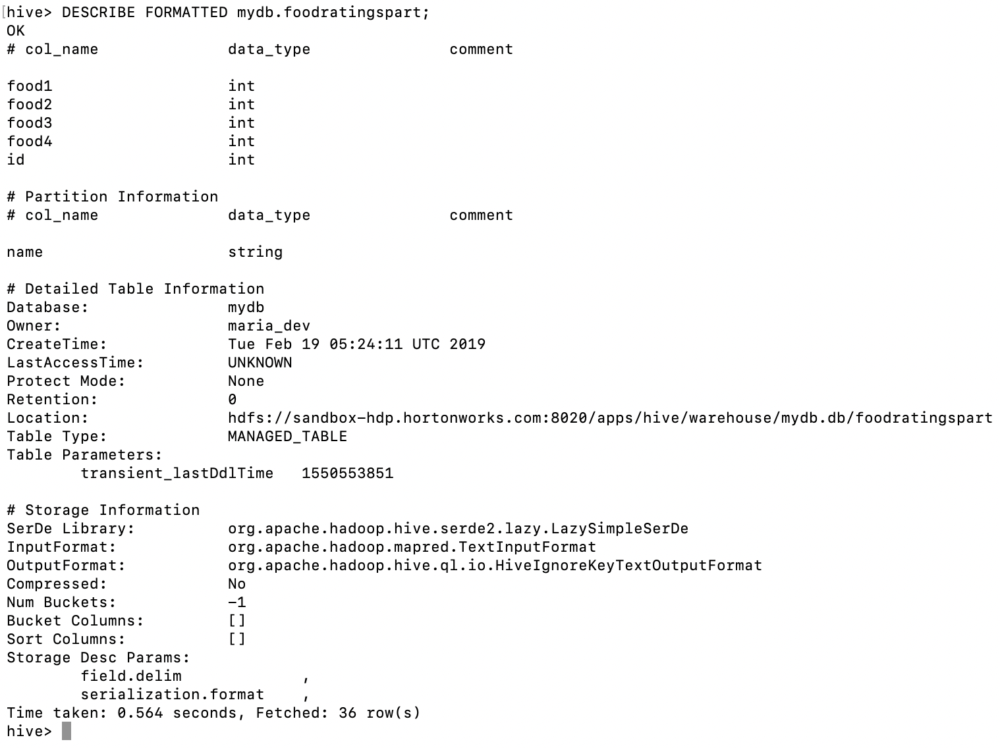 [hive> DESCRIBE FORMATTED mydb.foodratingspart;
OK
# col_name                data_type               comment
food1                   int
food2                   int
food3                   int
food4                   int
id                      int
# Partition Information
# col_name                data_type               comment
name                    string
# Detailed Table Information
Database:               mydb
Owner:                  maria_dev
CreateTime:             Tue Feb 19 05:24:11 UTC 2019
LastAccessTime:         UNKNOWN
Protect Mode:           None
Retention:              0
Location:               hdfs://sandbox-hdp.hortonworks.com:8020/apps/hive/warehouse/mydb.db/foodratingspart
Table Type:             MANAGED_TABLE
Table Parameters:
        transient_lastDdlTime   1550553851
# Storage Information
SerDe Library:          org.apache.hadoop.hive.serde2.lazy.LazySimpleSerDe
InputFormat:            org.apache.hadoop.mapred.TextInputFormat
OutputFormat:           org.apache.hadoop.hive.ql.io.HiveIgnoreKeyTextOutputFormat
Compressed:             No
Num Buckets:            -1
Bucket Columns:         []
Sort Columns:           []
Storage Desc Params:
        field.delim             ,
        serialization.format    ,
Time taken: 0.564 seconds, Fetched: 36 row(s)
hive>